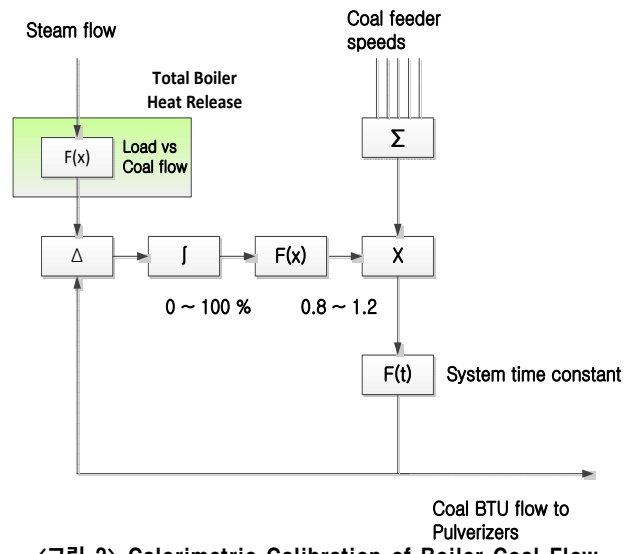 Steam flow
Coal feeder
speeds
Total Boiler
Heat Release
F(x)
Load vs
Coal flow
Σ
Δ
∫
F(x)
X
0 ~ 100 %
0.8 ~ 1.2
F(t)
System time constant
Coal BTU flow to
Pulverizers
<그림 2> Calorimetric Calibration of Boiler Coal Flow